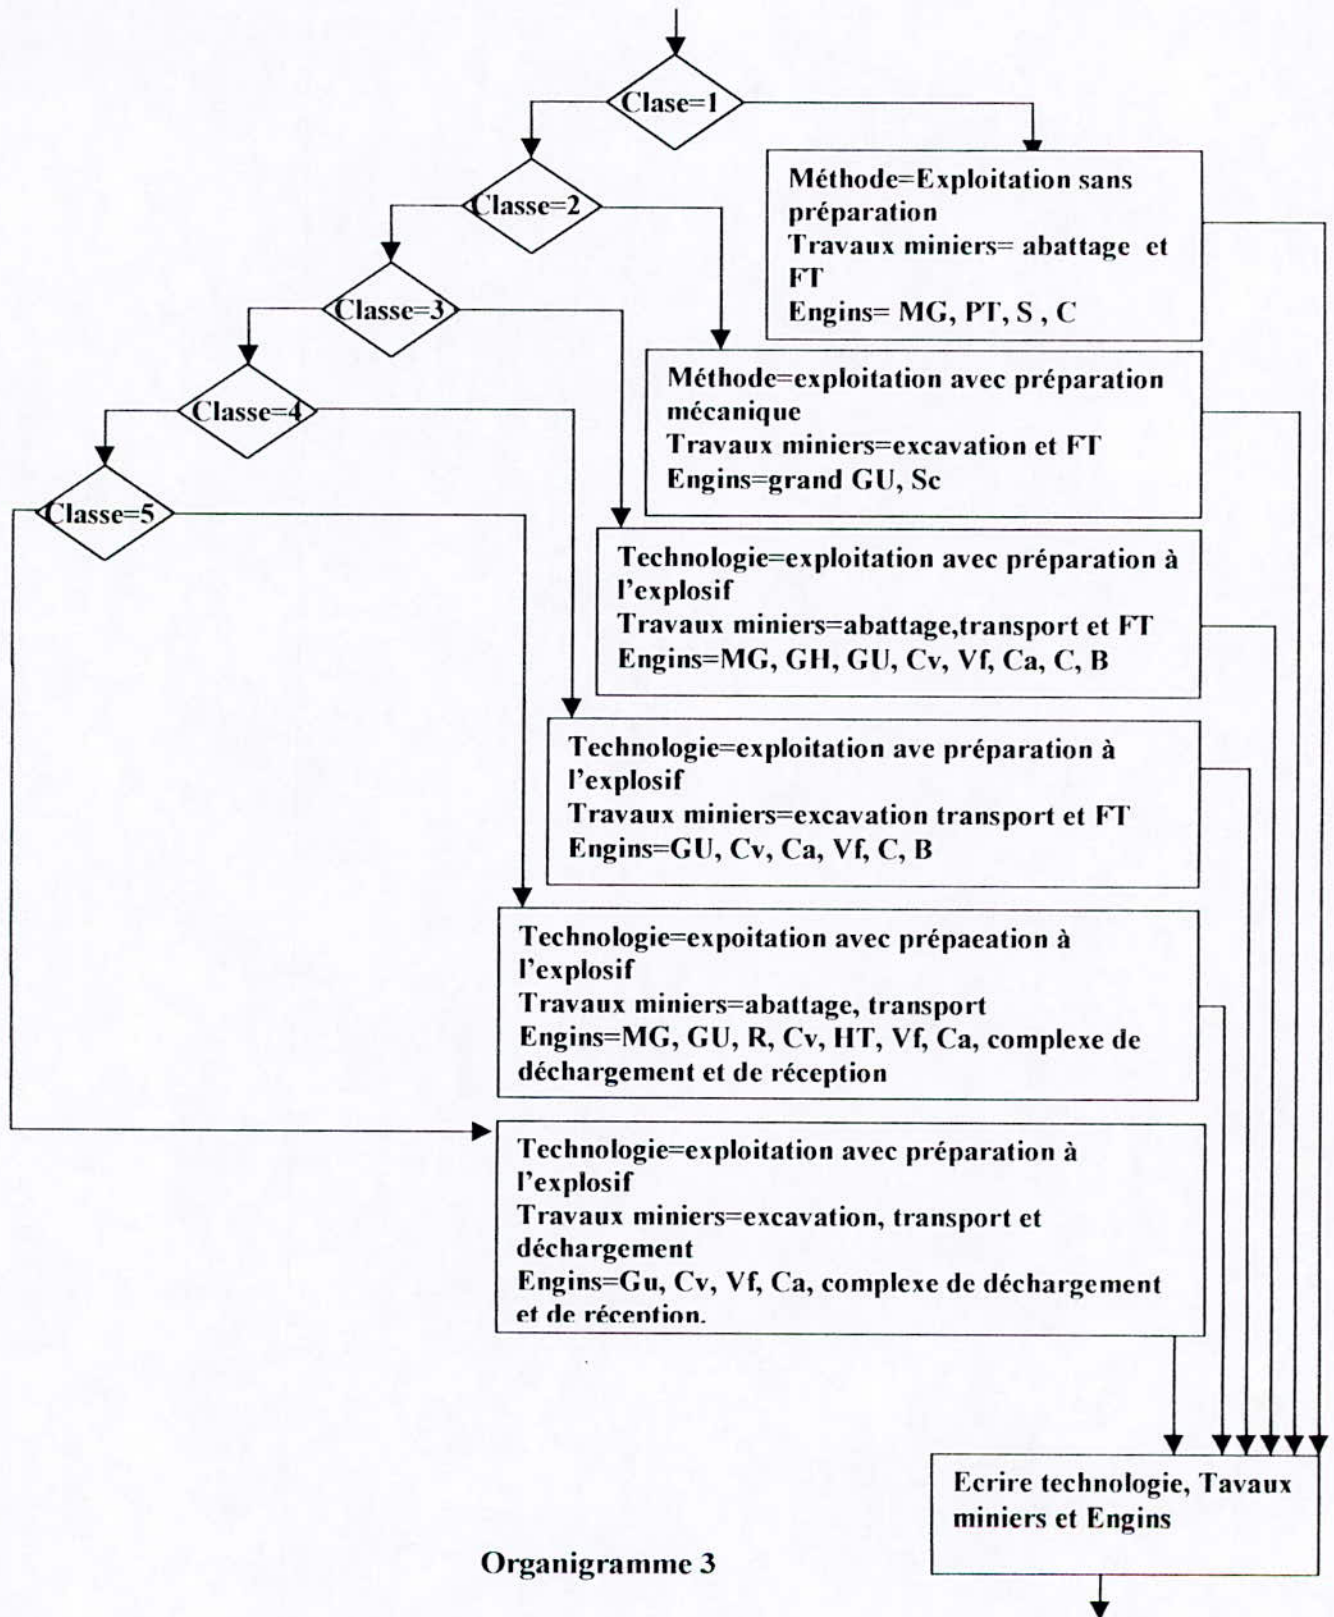 Clase=1
Méthode=Exploitation sans
préparation
Travaux miniers= abattage et
FT
Engins= MG, PT, S , C
Classe=2
Méthode=exploitation avec préparation
mécanique
Travaux miniers=excavation et FT
Engins=grand GU, Sc
Classe=3
Technologie=exploitation avec préparation à
l'explosif
Travaux miniers=abattage,transport et FT
Engins=MG, GH, GU, Cv, Vf, Ca, C, B
Classe=4
Technologie=exploitation ave préparation à
l'explosif
Travaux miniers=excavation transport et FT
Engins=GU, Cv, Ca, Vf, C, B
Classe=5
Technologie=expoitation avec prépaeation à
l'explosif
Travaux miniers=abattage, transport
Engins=MG, GU, R, Cv, HT, Vf, Ca, complexe de
déchargement et de réception
Technologie=exploitation avec préparation à
l'explosif
Travaux miniers=excavation, transport et
déchargement
Engins=Gu, Cv, Vf, Ca, complexe de déchargement
et de récention.
Ecrire technologie, Tavaux
miniers et Engins
Organigramme 3